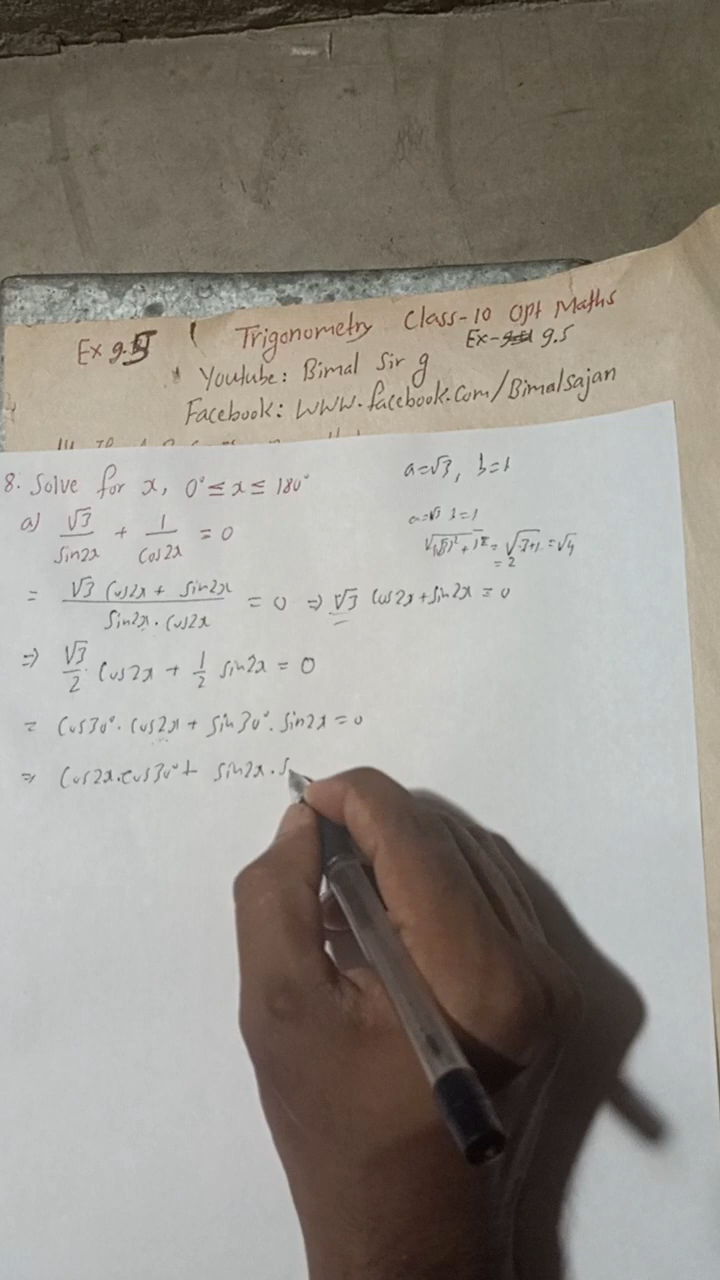 Ex 9.5 ( Trigonometry Class-10 Opt Maths
Ex- 9.5
Youtube: Bimal Sir g
Facebook: WWW.facebook.Com/Bimalsajan
8. Solve for x, 0° ≤ x ≤ 180°
a=√3, b=1
a) √3/Sin2x + 1/Cos2x = 0
a=√3 b=1
√(√3)² + 1² = √3+1 = √4
= 2
= √3 Cos2x + Sin2x / Sin2x . Cos2x = 0 ⇒ √3 Cos2x + Sin2x = 0
⇒ √3/2 . Cos2x + 1/2 Sin2x = 0
= Cos30° . Cos2x + Sin30° . Sin2x = 0
⇒ Cos2x . Cos30° + Sin2x . S